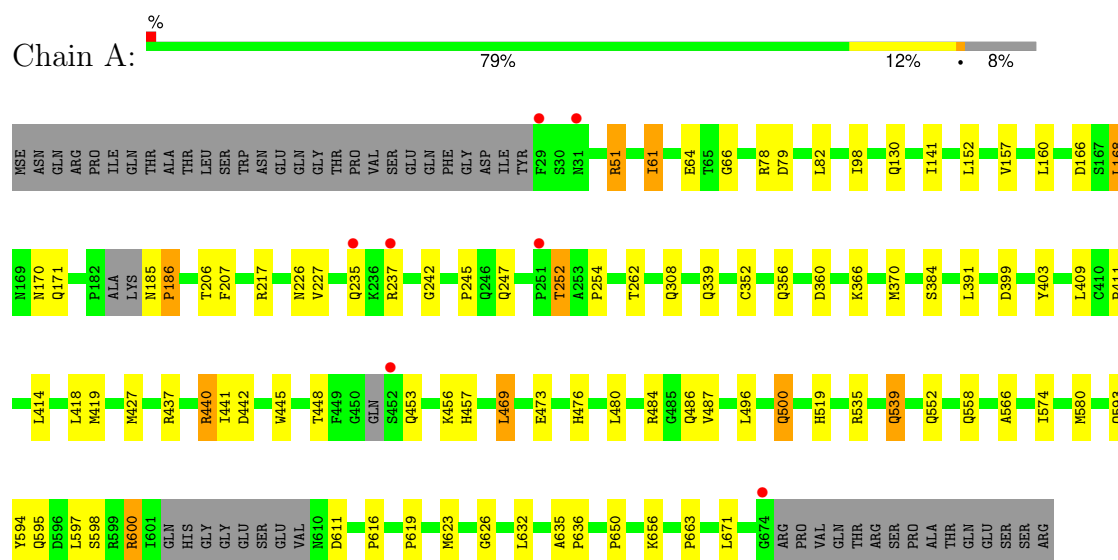 %
Chain A:
79% 12% • 8%
MSE ASN GLN ARG PRO ILE GLN THR ALA THR LEU SER TRP ASN GLU GLN GLY THR PRO VAL SER GLU GLN PHE GLY ASP ILE TYR F29 S30 N31 R51 I61 E64 T65 G66 R78 D79 L82 I98 Q130 I141 L152 V157 L160 D166 S167 L168
N169 N170 Q171 P182 ALA LYS N185 P186 T206 F207 R217 N226 V227 Q235 K236 R237 G242 P245 Q246 Q247 P251 T252 A253 P254 T262 Q308 Q339 C352 Q356 D360 K366 M370 S384 L391 D399 Y403 L409 C410 P411
L414 L418 M419 M427 R437 R440 I441 D442 W445 T448 F449 G450 GLN S452 Q453 K456 H457 L469 E473 H476 L480 R484 G485 Q486 V487 L496 Q500 H519 R535 Q539 Q552 Q558 A566 I574 M580 Q593
Y594 Q595 D596 L597 S598 R599 R600 I601 GLN HIS GLY GLY GLU SER GLU VAL N610 D611 P616 P619 M623 G626 L632 A635 P636 P650 K656 P663 L671 G674 ARG PRO VAL GLN THR ARG SER PRO ALA THR GLN GLU SER SER ARG